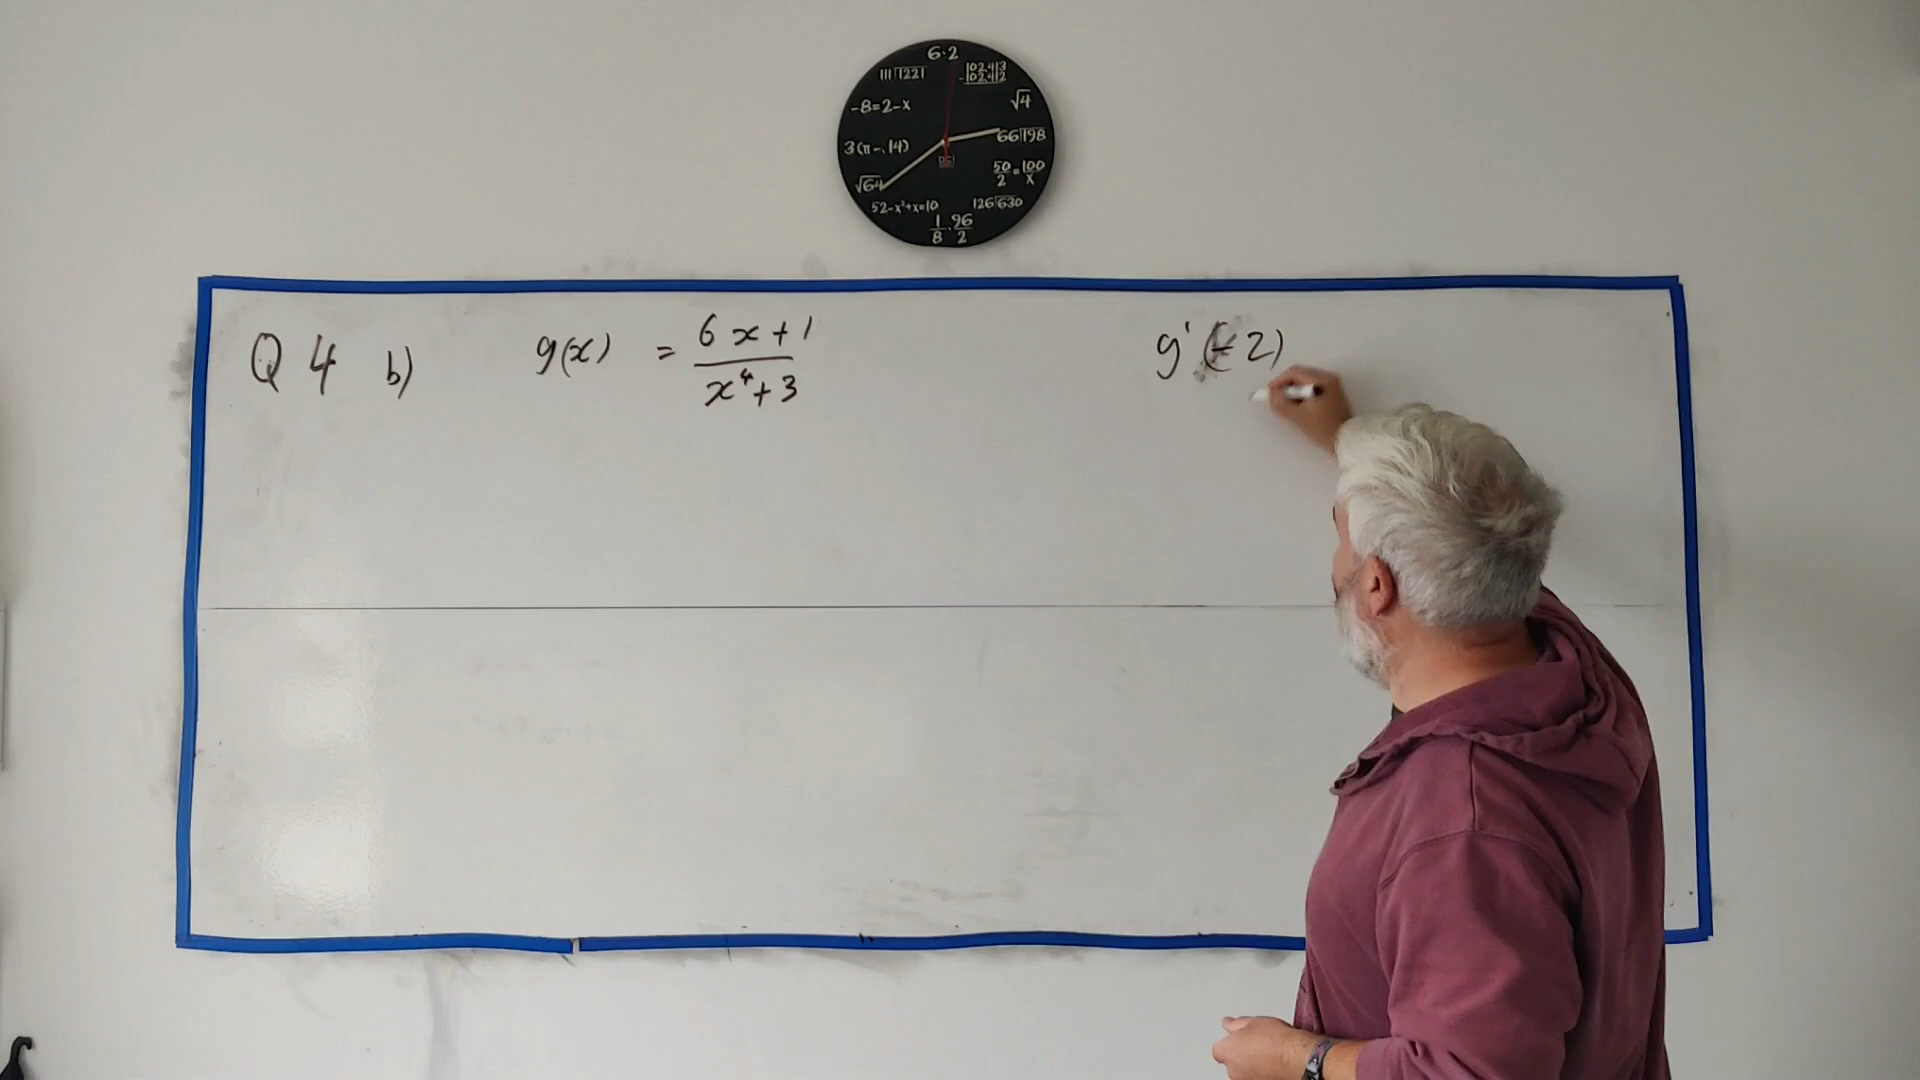 6·2
111⟌1221
102,413
-102,412
-8=2-x
√4
3(π-.14)
66⟌198
√64
50/2=100/x
52-x²+x=10
126⟌630
1/8·96/2
Q 4 b) g(x) = (6x+1)/(x⁴+3) g'(-2)